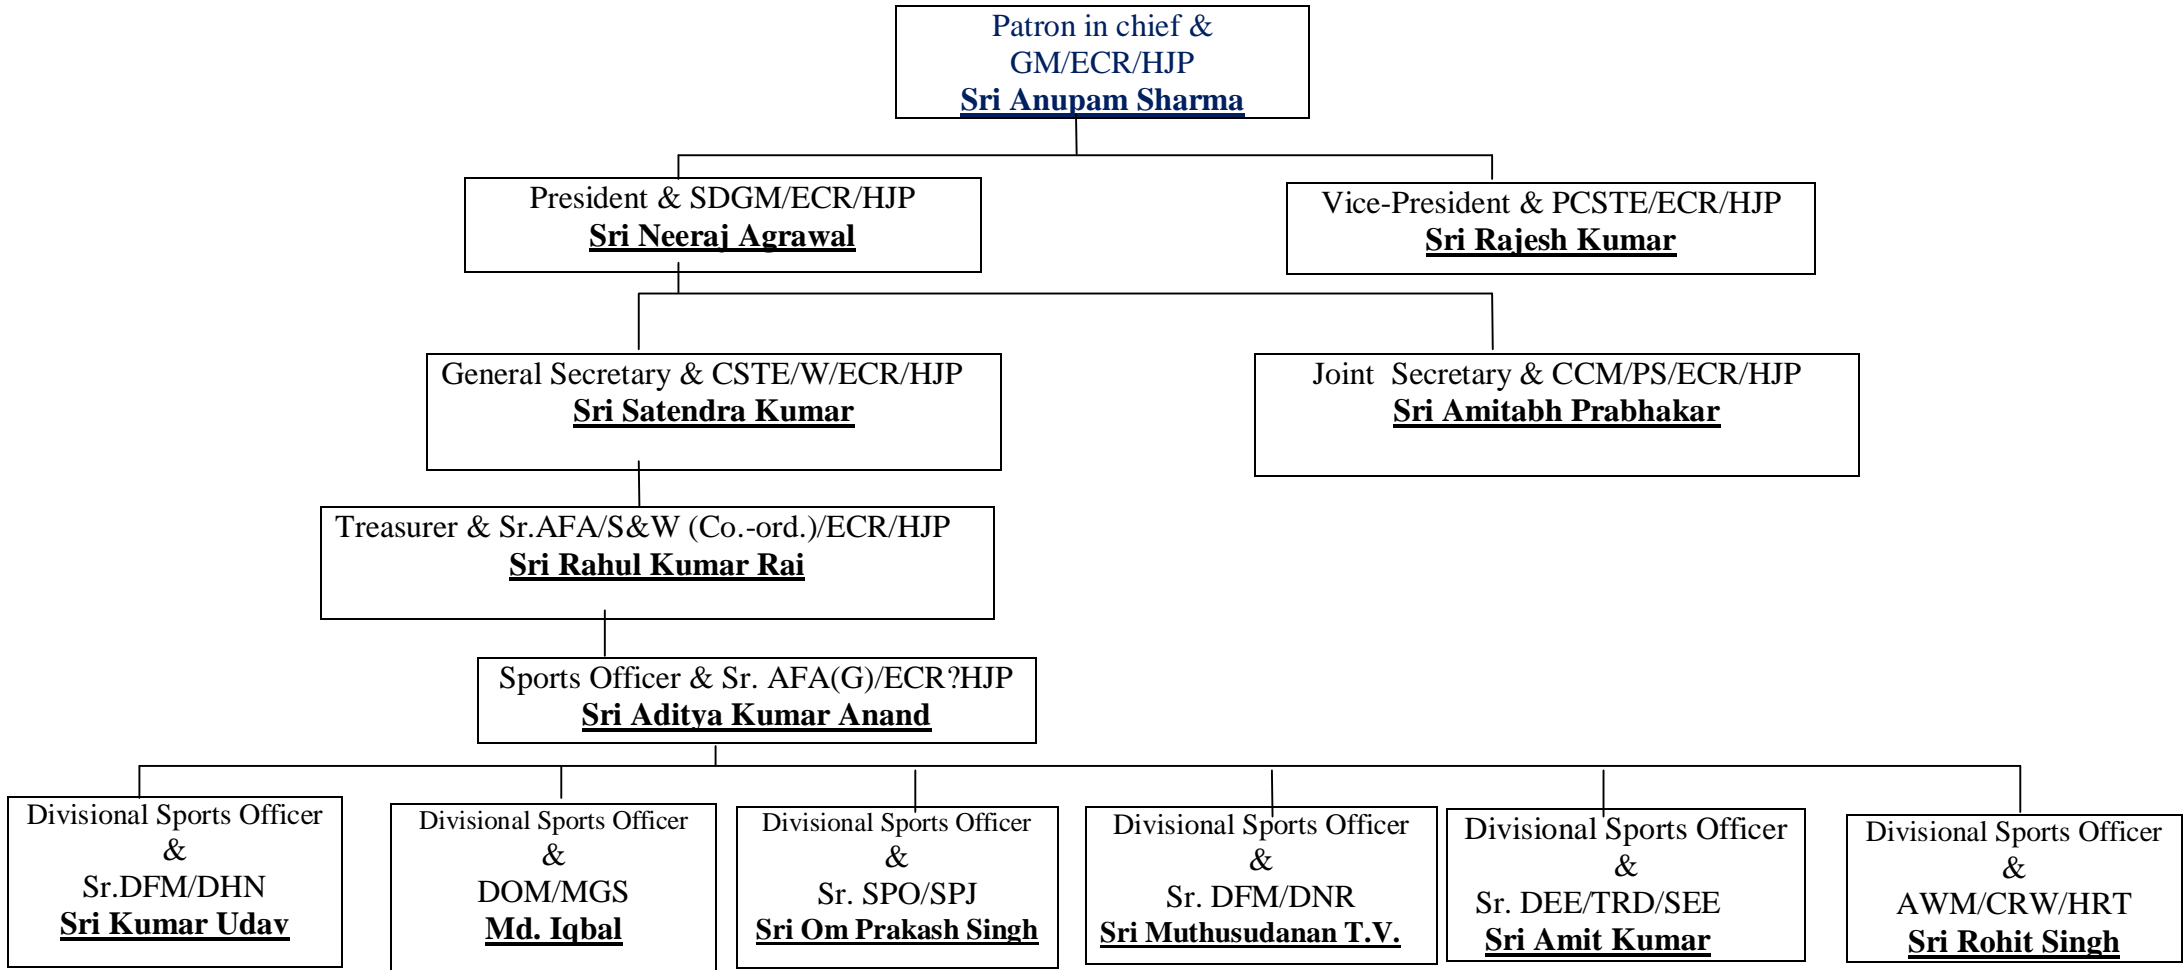 Patron in chief &
GM/ECR/HJP
Sri Anupam Sharma
President & SDGM/ECR/HJP
Sri Neeraj Agrawal
Vice-President & PCSTE/ECR/HJP
Sri Rajesh Kumar
General Secretary & CSTE/W/ECR/HJP
Sri Satendra Kumar
Joint Secretary & CCM/PS/ECR/HJP
Sri Amitabh Prabhakar
Treasurer & Sr.AFA/S&W (Co.-ord.)/ECR/HJP
Sri Rahul Kumar Rai
Sports Officer & Sr. AFA(G)/ECR?HJP
Sri Aditya Kumar Anand
Divisional Sports Officer
&
Sr.DFM/DHN
Sri Kumar Uday
Divisional Sports Officer
&
DOM/MGS
Md. Iqbal
Divisional Sports Officer
&
Sr. SPO/SPJ
Sri Om Prakash Singh
Divisional Sports Officer
&
Sr. DFM/DNR
Sri Muthusudanan T.V.
Divisional Sports Officer
&
Sr. DEE/TRD/SEE
Sri Amit Kumar
Divisional Sports Officer
&
AWM/CRW/HRT
Sri Rohit Singh